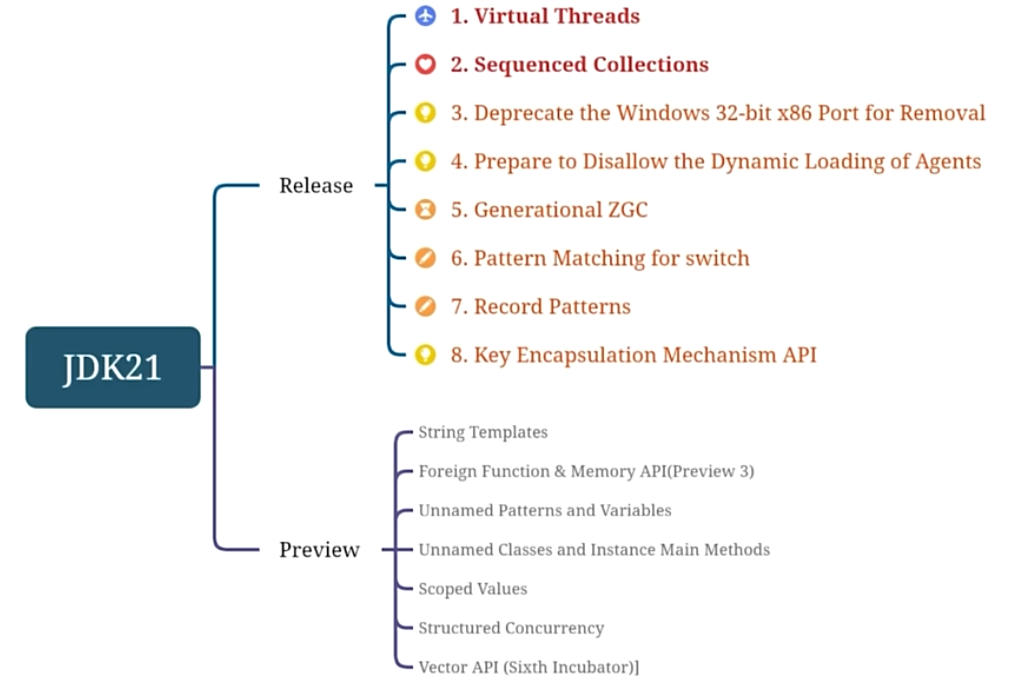 1. Virtual Threads
2. Sequenced Collections
3. Deprecate the Windows 32-bit x86 Port for Removal
4. Prepare to Disallow the Dynamic Loading of Agents
Release
5. Generational ZGC
6. Pattern Matching for switch
7. Record Patterns
8. Key Encapsulation Mechanism API
JDK21
String Templates
Foreign Function & Memory API(Preview 3)
Unnamed Patterns and Variables
Preview
Unnamed Classes and Instance Main Methods
Scoped Values
Structured Concurrency
Vector API (Sixth Incubator)]